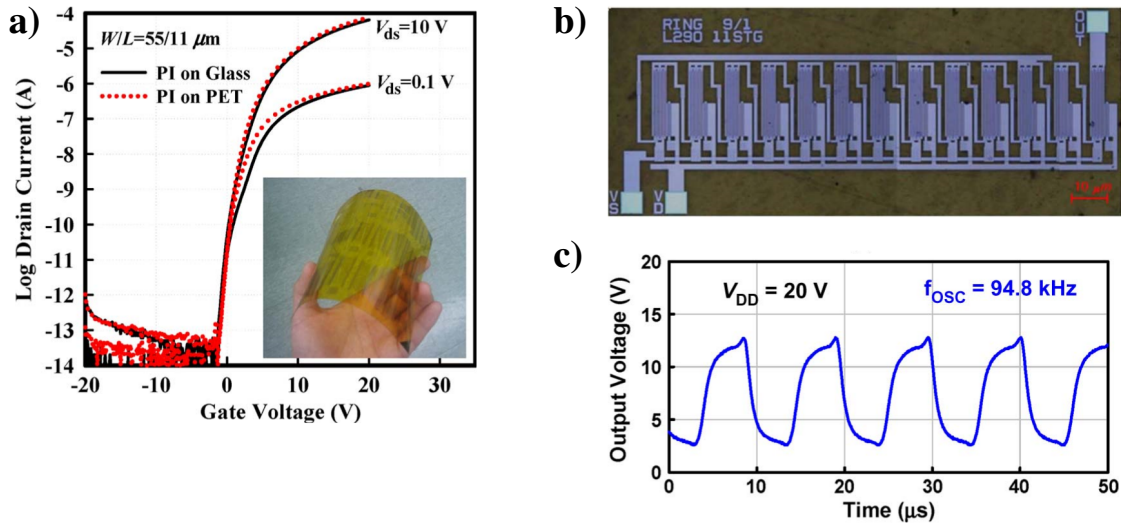 a)
W/L=55/11 μm
PI on Glass
PI on PET
Vds=10 V
Vds=0.1 V
Log Drain Current (A)
-4
-5
-6
-7
-8
-9
-10
-11
-12
-13
-14
-20
-10
0
10
20
30
Gate Voltage (V)
b)
RING 9/1
L290 11STG
OUT
VS
VD
10 μm
c)
VDD = 20 V
fOSC = 94.8 kHz
Output Voltage (V)
20
15
10
5
0
0
10
20
30
40
50
Time (μs)